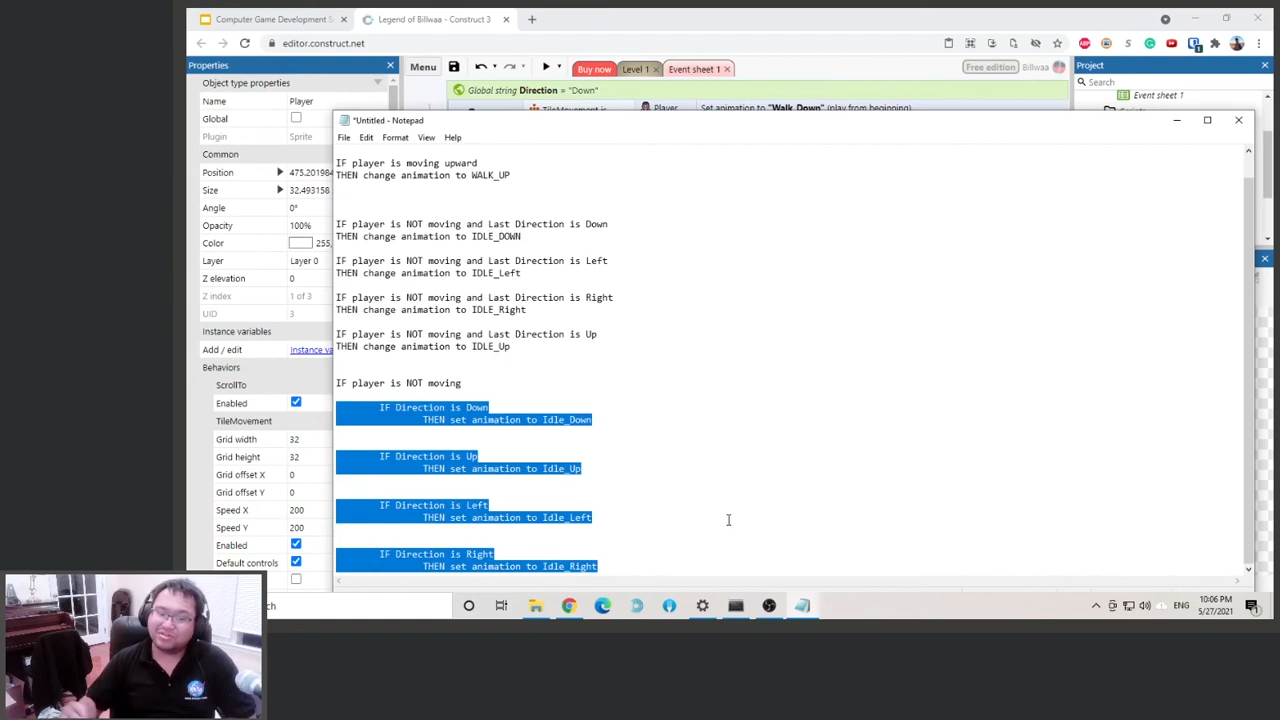 Computer Game Development S
Legend of Billwaa - Construct 3
editor.construct.net
Properties
Menu
Buy now
Level 1
Event sheet 1
Free edition
Billwaa
Project
Object type properties
Global string Direction = "Down"
Search
Name
Player
TileMovement is
Player
Set animation to "Walk_Down" (play from beginning)
Event sheet 1
Global
Plugin
Sprite
*Untitled - Notepad
Common
File
Edit
Format
View
Help
Position
475.201984
Size
32.493158
Angle
0°
Opacity
100%
Color
255,
Layer
Layer 0
Z elevation
0
Z index
1 of 3
UID
3
Instance variables
Add / edit
Instance va
Behaviors
ScrollTo
Enabled
TileMovement
Grid width
32
Grid height
32
Grid offset X
0
Grid offset Y
0
Speed X
200
Speed Y
200
Enabled
Default controls
IF player is moving upward
THEN change animation to WALK_UP
IF player is NOT moving and Last Direction is Down
THEN change animation to IDLE_DOWN
IF player is NOT moving and Last Direction is Left
THEN change animation to IDLE_Left
IF player is NOT moving and Last Direction is Right
THEN change animation to IDLE_Right
IF player is NOT moving and Last Direction is Up
THEN change animation to IDLE_Up
IF player is NOT moving
IF Direction is Down
THEN set animation to Idle_Down
IF Direction is Up
THEN set animation to Idle_Up
IF Direction is Left
THEN set animation to Idle_Left
IF Direction is Right
THEN set animation to Idle_Right
ENG
10:06 PM
5/27/2021